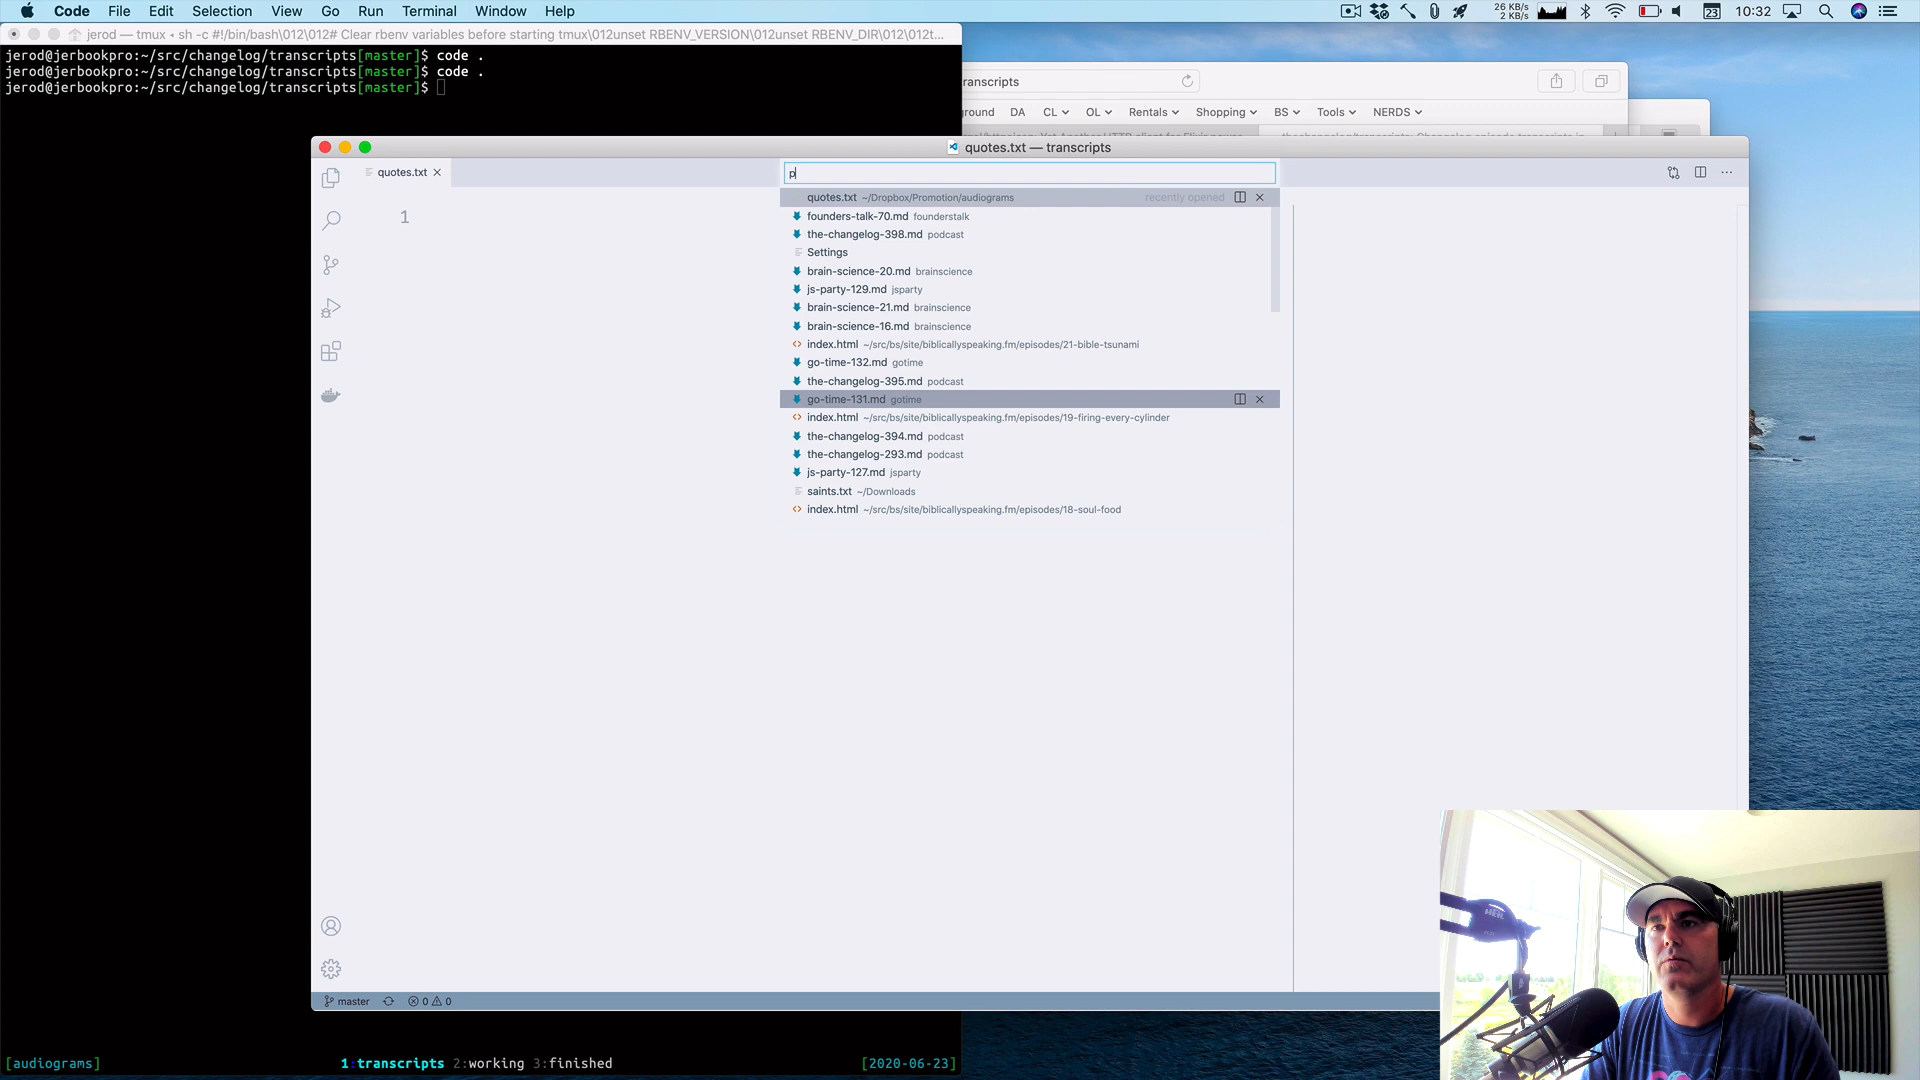 Code File Edit Selection View Go Run Terminal Window Help
26 KB/s
2 KB/s
23
10:32
jerod — tmux ◂ sh -c #!/bin/bash\012\012# Clear rbenv variables before starting tmux\012unset RBENV_VERSION\012unset RBENV_DIR\012\012t...
jerod@jerbookpro:~/src/changelog/transcripts[master]$ code .
jerod@jerbookpro:~/src/changelog/transcripts[master]$ code .
jerod@jerbookpro:~/src/changelog/transcripts[master]$
ranscripts
round DA CL OL Rentals Shopping BS Tools NERDS
quotes.txt — transcripts
quotes.txt
p
1
quotes.txt ~/Dropbox/Promotion/audiograms recently opened
founders-talk-70.md founderstalk
the-changelog-398.md podcast
Settings
brain-science-20.md brainscience
js-party-129.md jsparty
brain-science-21.md brainscience
brain-science-16.md brainscience
index.html ~/src/bs/site/biblicallyspeaking.fm/episodes/21-bible-tsunami
go-time-132.md gotime
the-changelog-395.md podcast
go-time-131.md gotime
index.html ~/src/bs/site/biblicallyspeaking.fm/episodes/19-firing-every-cylinder
the-changelog-394.md podcast
the-changelog-293.md podcast
js-party-127.md jsparty
saints.txt ~/Downloads
index.html ~/src/bs/site/biblicallyspeaking.fm/episodes/18-soul-food
master 0 0
[audiograms] 1:transcripts 2:working 3:finished [2020-06-23]